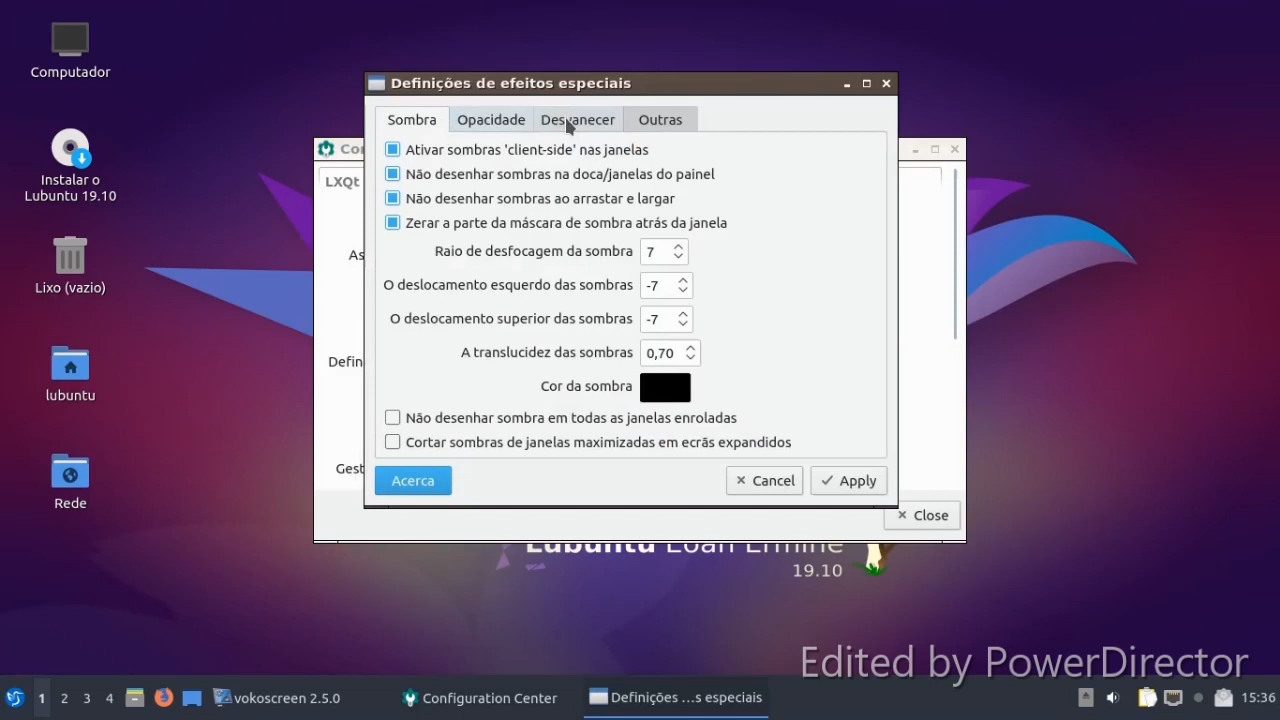 Computador
Instalar o
Lubuntu 19.10
Lixo (vazio)
lubuntu
Rede
LXQt
As
Defin
Gest
Close
Definições de efeitos especiais
Sombra
Opacidade
Desvanecer
Outras
Ativar sombras 'client-side' nas janelas
Não desenhar sombras na doca/janelas do painel
Não desenhar sombras ao arrastar e largar
Zerar a parte da máscara de sombra atrás da janela
Raio de desfocagem da sombra 7
O deslocamento esquerdo das sombras -7
O deslocamento superior das sombras -7
A translucidez das sombras 0,70
Cor da sombra
Não desenhar sombra em todas as janelas enroladas
Cortar sombras de janelas maximizadas em ecrãs expandidos
Acerca
Cancel
Apply
Lubuntu Eoan Ermine
19.10
Edited by PowerDirector
1 2 3 4
vokoscreen 2.5.0
Configuration Center
Definições ...s especiais
15:36